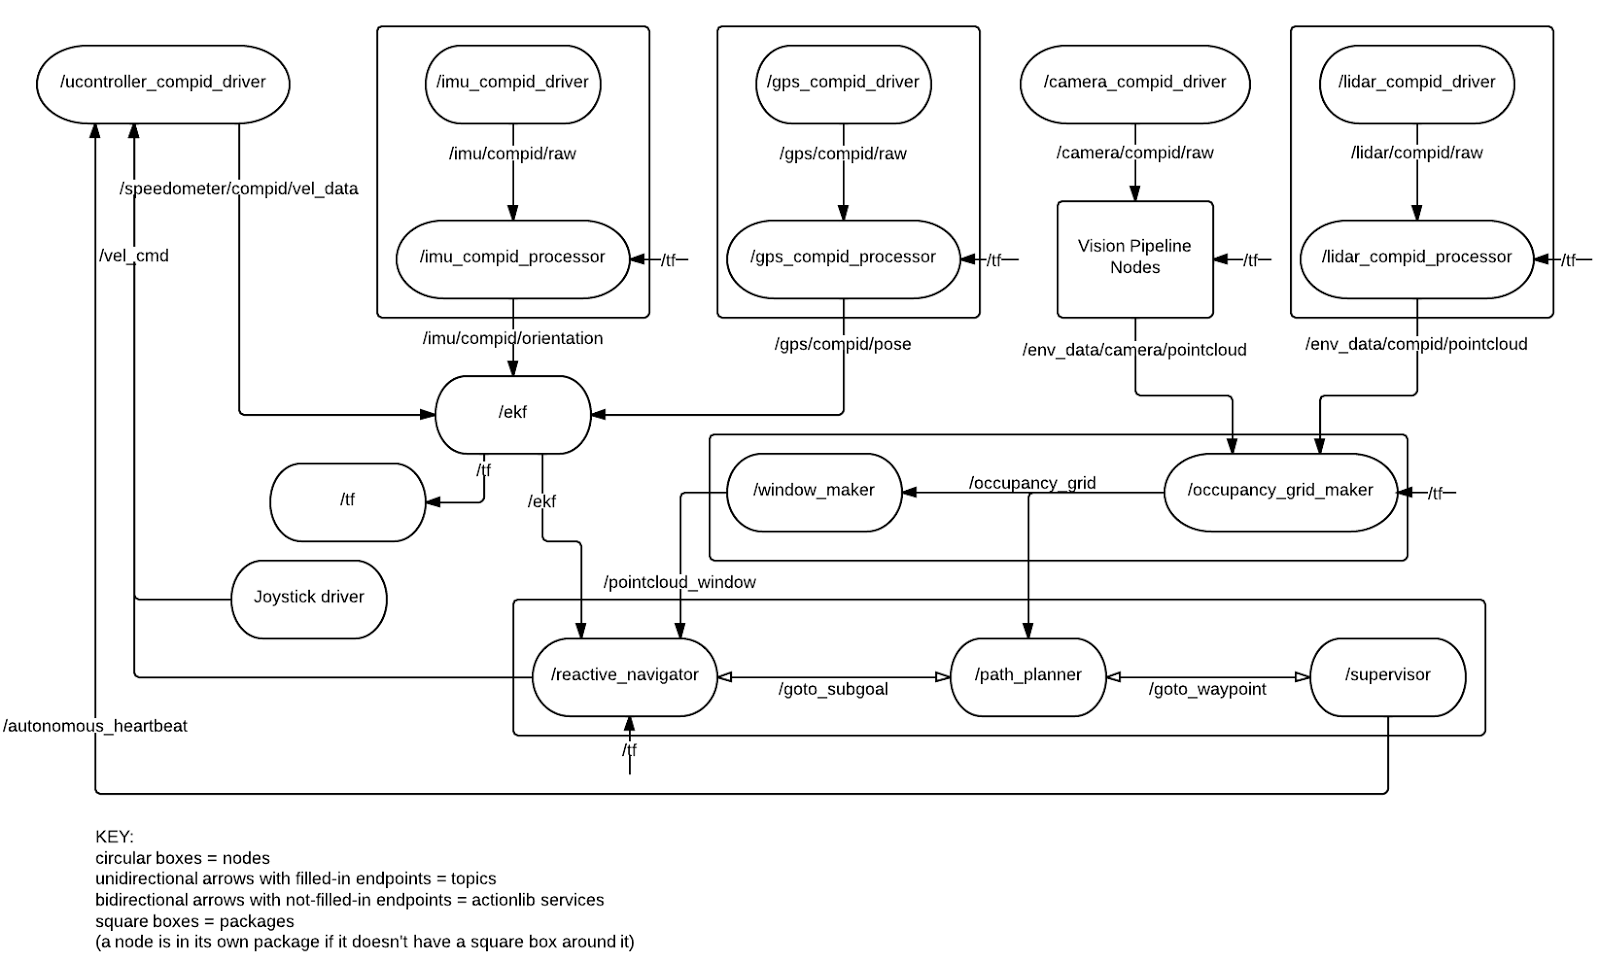 /ucontroller_compid_driver
/imu_compid_driver
/gps_compid_driver
/camera_compid_driver
/lidar_compid_driver
/imu/compid/raw
/gps/compid/raw
/camera/compid/raw
/lidar/compid/raw
/speedometer/compid/vel_data
/vel_cmd
/imu_compid_processor
/tf
/gps_compid_processor
/tf
Vision Pipeline
Nodes
/tf
/lidar_compid_processor
/tf
/imu/compid/orientation
/gps/compid/pose
/env_data/camera/pointcloud
/env_data/compid/pointcloud
/ekf
/tf
/tf
/ekf
/window_maker
/occupancy_grid
/occupancy_grid_maker
/tf
Joystick driver
/pointcloud_window
/reactive_navigator
/goto_subgoal
/path_planner
/goto_waypoint
/supervisor
/autonomous_heartbeat
/tf
KEY:
circular boxes = nodes
unidirectional arrows with filled-in endpoints = topics
bidirectional arrows with not-filled-in endpoints = actionlib services
square boxes = packages
(a node is in its own package if it doesn't have a square box around it)